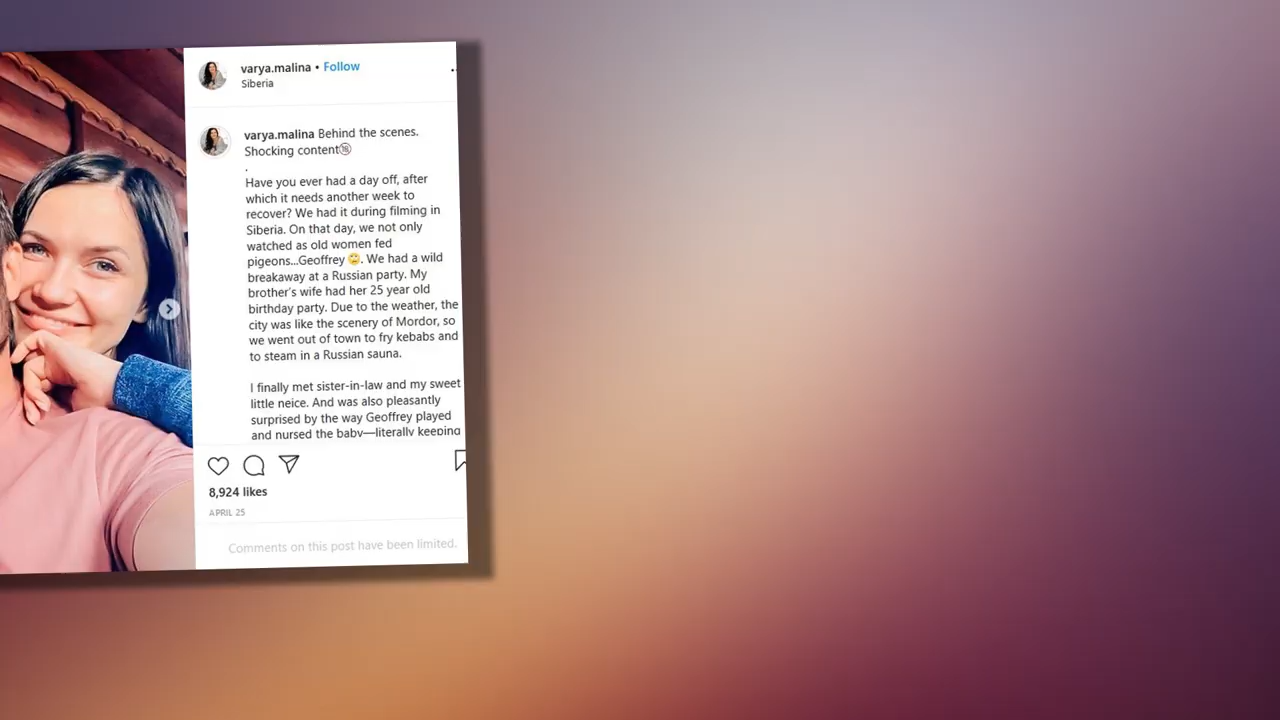 varya.malina • Follow
Siberia
varya.malina Behind the scenes.
Shocking content🔞
.
Have you ever had a day off, after
which it needs another week to
recover? We had it during filming in
Siberia. On that day, we not only
watched as old women fed
pigeons...Geoffrey 🙄. We had a wild
breakaway at a Russian party. My
brother's wife had her 25 year old
birthday party. Due to the weather, the
city was like the scenery of Mordor, so
we went out of town to fry kebabs and
to steam in a Russian sauna.
I finally met sister-in-law and my sweet
little neice. And was also pleasantly
surprised by the way Geoffrey played
and nursed the baby—literally keeping
8,924 likes
APRIL 25
Comments on this post have been limited.